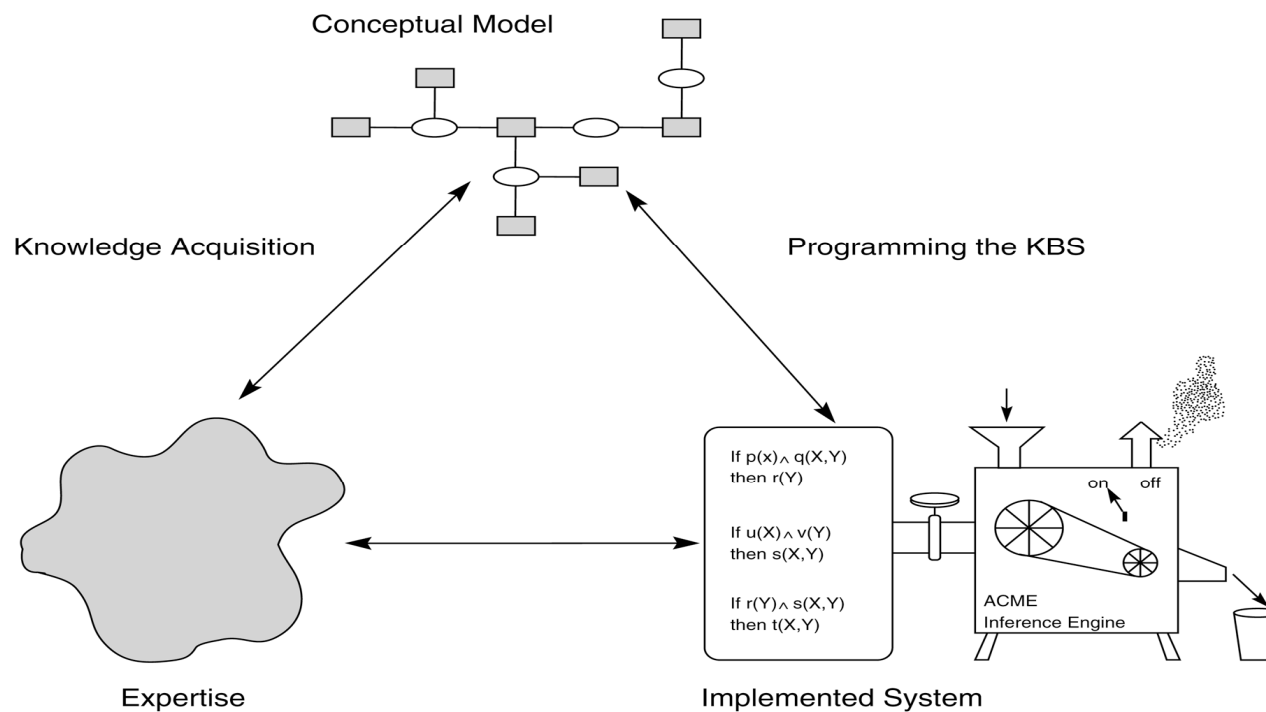 Conceptual Model
Knowledge Acquisition
Programming the KBS
If p(x)∧ q(X,Y)
then r(Y)
If u(X)∧ v(Y)
then s(X,Y)
If r(Y)∧ s(X,Y)
then t(X,Y)
on off
ACME
Inference Engine
Expertise
Implemented System